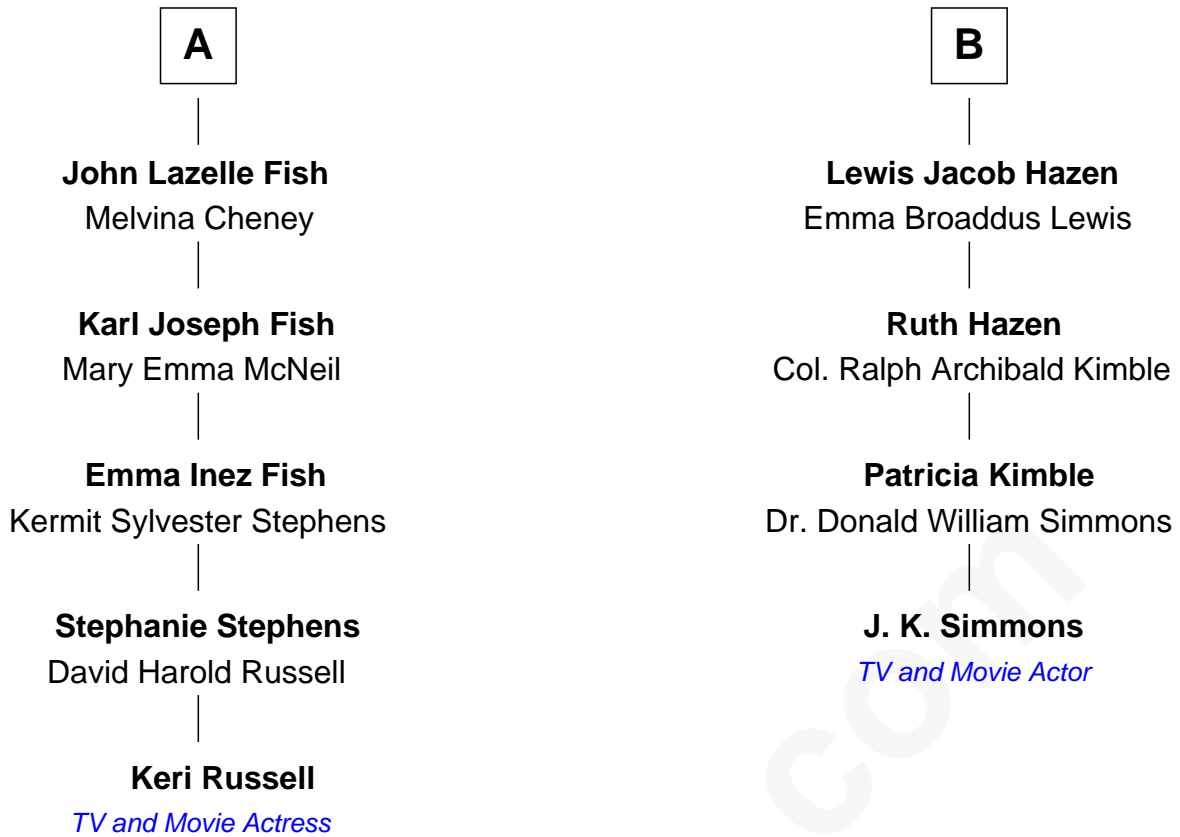 A
John Lazelle Fish
Melvina Cheney
Karl Joseph Fish
Mary Emma McNeil
Emma Inez Fish
Kermit Sylvester Stephens
Stephanie Stephens
David Harold Russell
Keri Russell
TV and Movie Actress
B
Lewis Jacob Hazen
Emma Broaddus Lewis
Ruth Hazen
Col. Ralph Archibald Kimble
Patricia Kimble
Dr. Donald William Simmons
J. K. Simmons
TV and Movie Actor
com